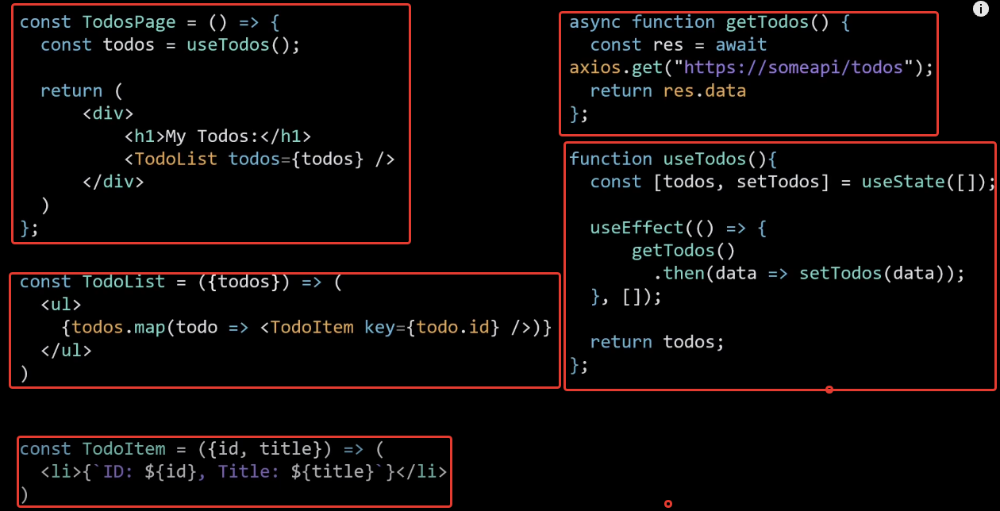 const TodosPage = () => {
  const todos = useTodos();

  return (
      <div>
          <h1>My Todos:</h1>
          <TodoList todos={todos} />
      </div>
  )
};

const TodoList = ({todos}) => (
  <ul>
    {todos.map(todo => <TodoItem key={todo.id} />)}
  </ul>
)

const TodoItem = ({id, title}) => (
  <li>{`ID: ${id}, Title: ${title}`}</li>
)

async function getTodos() {
  const res = await
axios.get("https://someapi/todos");
  return res.data
};

function useTodos(){
  const [todos, setTodos] = useState([]);

  useEffect(() => {
      getTodos()
        .then(data => setTodos(data));
  }, []);

  return todos;
};